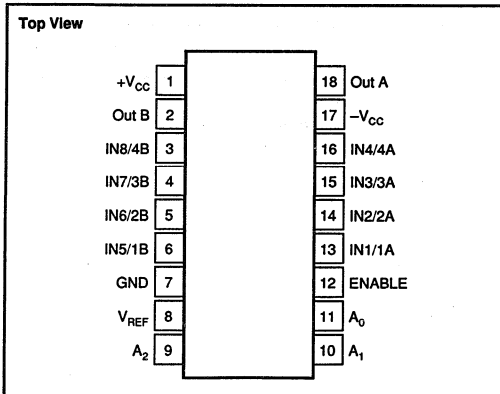 Top View
+VCC 1 18 Out A
Out B 2 17 –VCC
IN8/4B 3 16 IN4/4A
IN7/3B 4 15 IN3/3A
IN6/2B 5 14 IN2/2A
IN5/1B 6 13 IN1/1A
GND 7 12 ENABLE
VREF 8 11 A0
A2 9 10 A1